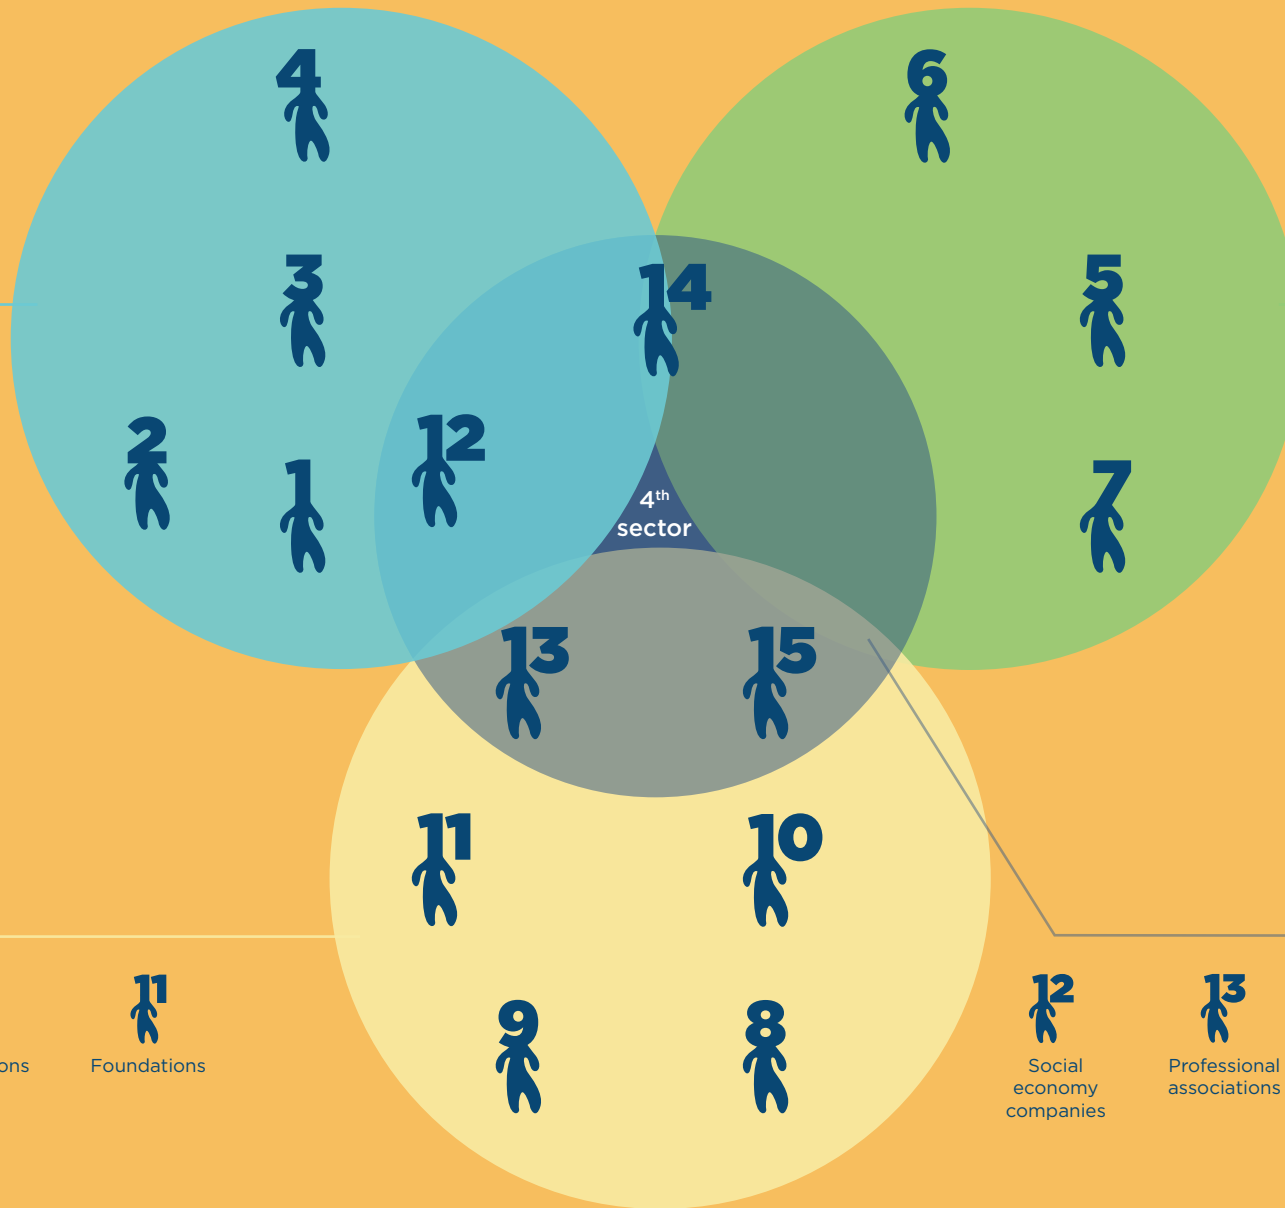 4
6
3
5
14
2
1
12
7
4th
sector
13
15
11
10
9
8
11
12
13
ons
Foundations
Social
economy
companies
Professional
associations